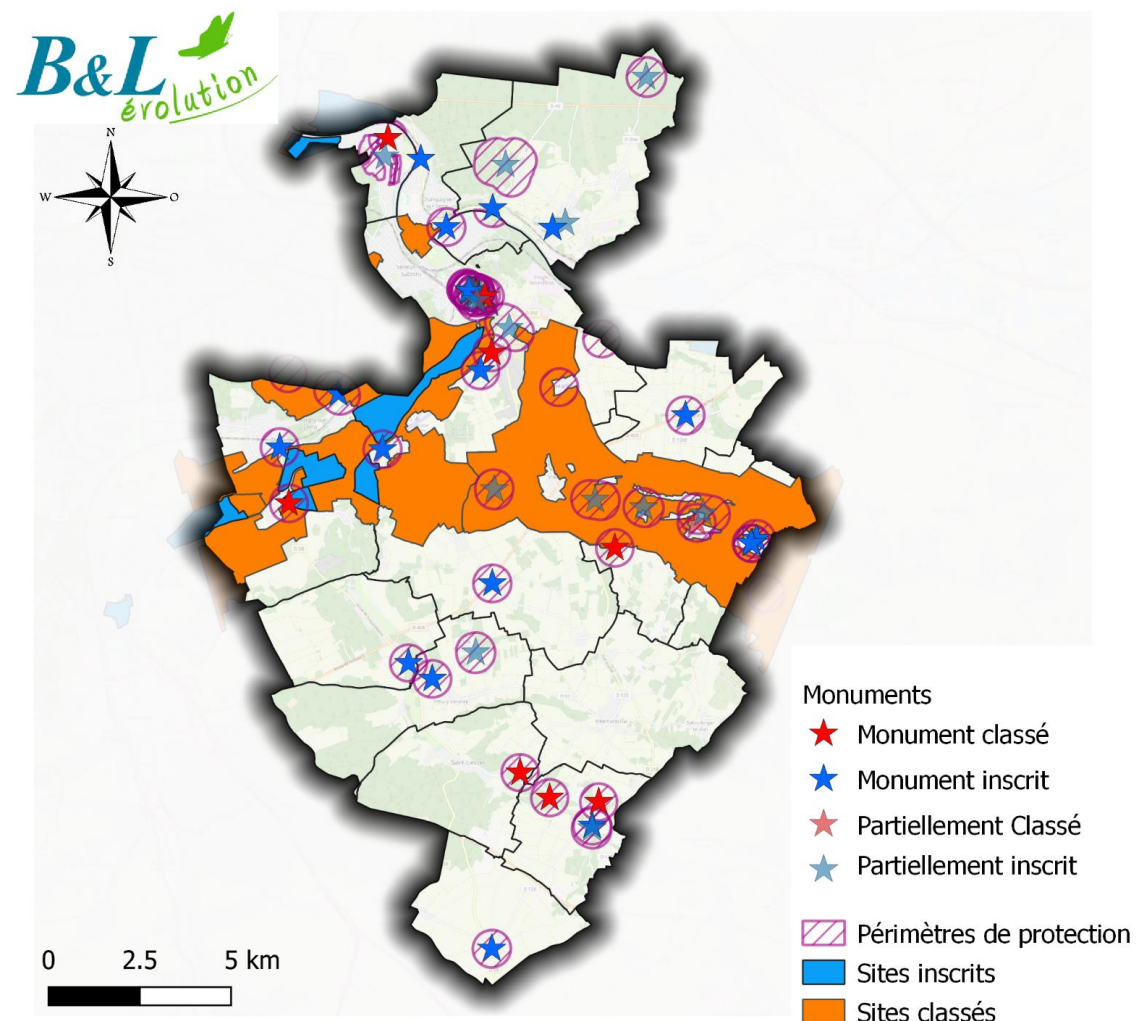 B&L
évolution
N
W
O
S
Monuments
Monument classé
Monument inscrit
Partiellement Classé
Partiellement inscrit
Périmètres de protection
Sites inscrits
Sites classés
0 2.5 5 km